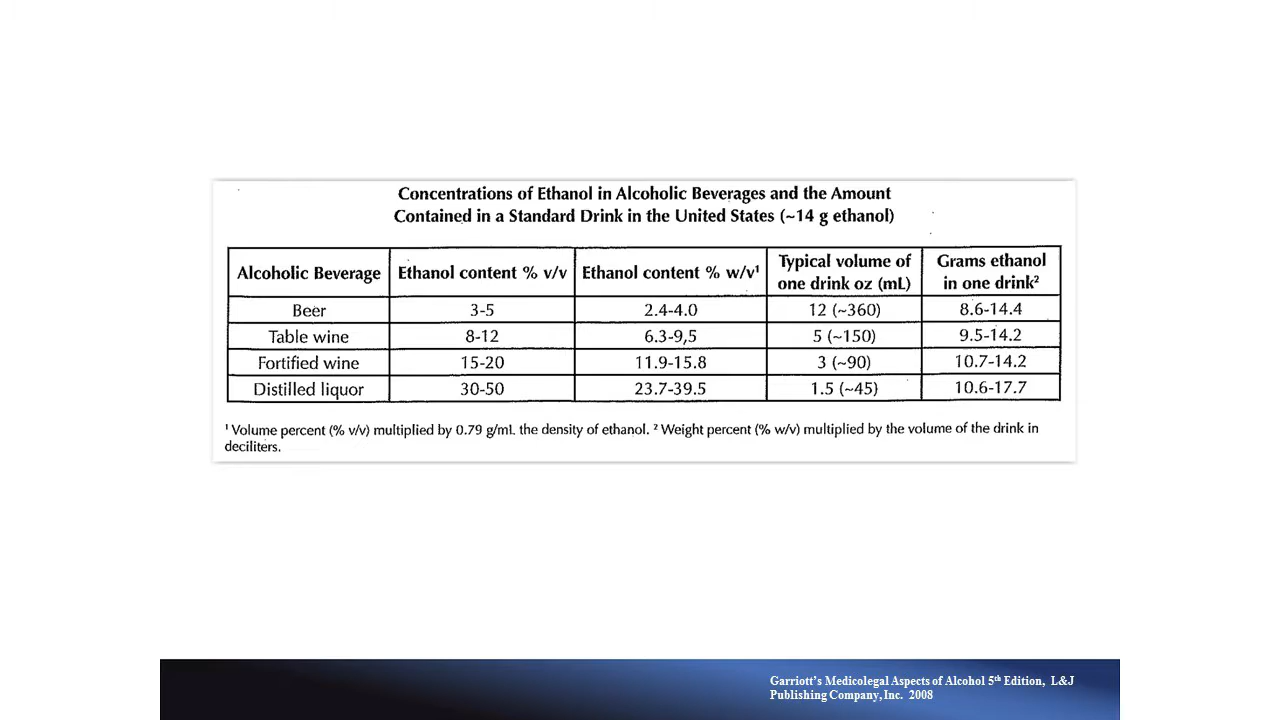 Concentrations of Ethanol in Alcoholic Beverages and the Amount
Contained in a Standard Drink in the United States (~14 g ethanol)
Alcoholic Beverage Ethanol content % v/v Ethanol content % w/v¹ Typical volume of one drink oz (mL) Grams ethanol in one drink²
Beer 3-5 2.4-4.0 12 (~360) 8.6-14.4
Table wine 8-12 6.3-9,5 5 (~150) 9.5-14.2
Fortified wine 15-20 11.9-15.8 3 (~90) 10.7-14.2
Distilled liquor 30-50 23.7-39.5 1.5 (~45) 10.6-17.7
¹ Volume percent (% v/v) multiplied by 0.79 g/mL the density of ethanol. ² Weight percent (% w/v) multiplied by the volume of the drink in
deciliters.
Garriott’s Medicolegal Aspects of Alcohol 5th Edition, L&J
Publishing Company, Inc. 2008